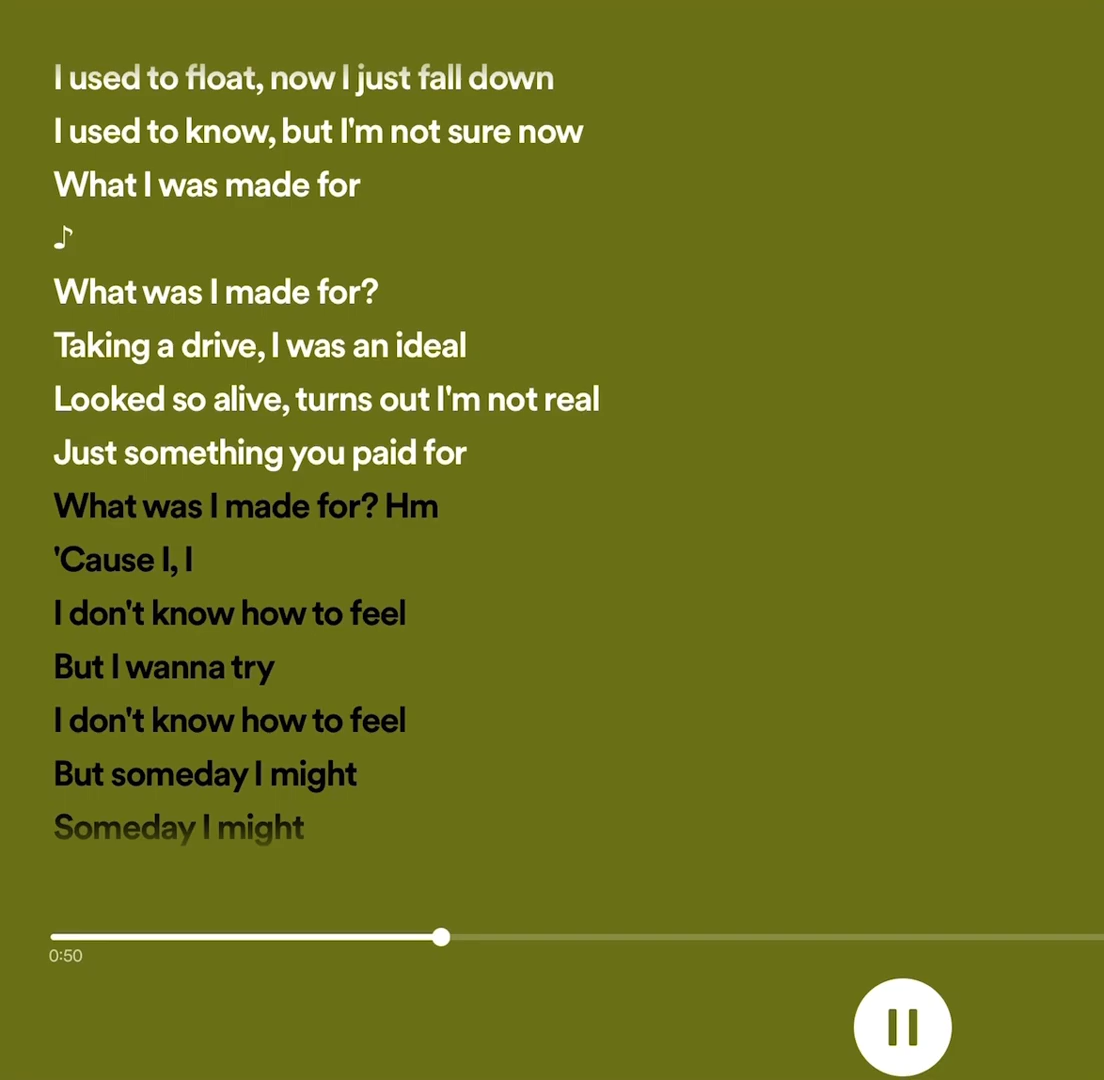 I used to float, now I just fall down
I used to know, but I'm not sure now
What I was made for
♪
What was I made for?
Taking a drive, I was an ideal
Looked so alive, turns out I'm not real
Just something you paid for
What was I made for? Hm
'Cause I, I
I don't know how to feel
But I wanna try
I don't know how to feel
But someday I might
Someday I might
0:50